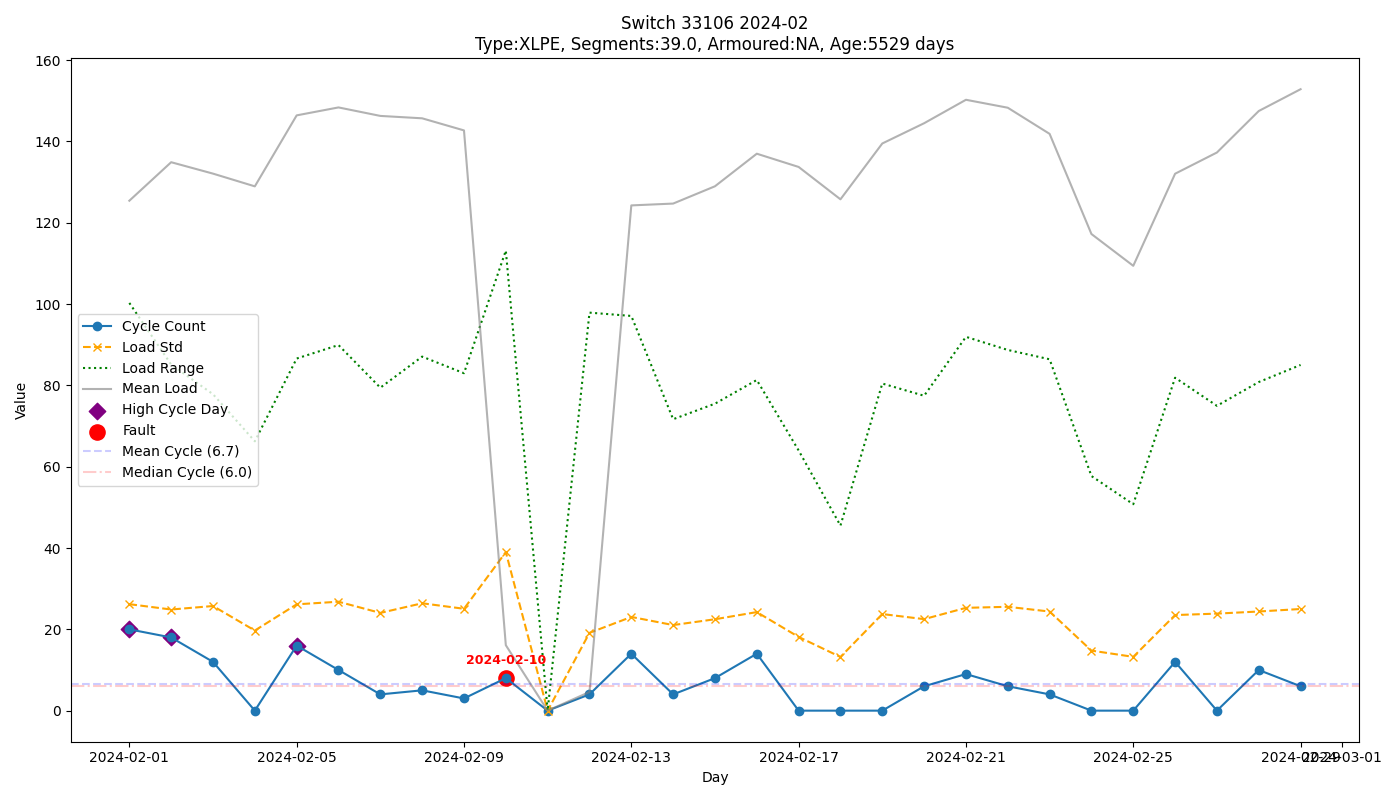 Switch 33106 2024-02
Type:XLPE, Segments:39.0, Armoured:NA, Age:5529 days
160
140
120
100
80
60
40
20
0
Value
Cycle Count
Load Std
Load Range
Mean Load
High Cycle Day
Fault
Mean Cycle (6.7)
Median Cycle (6.0)
2024-02-10
2024-02-01
2024-02-05
2024-02-09
2024-02-13
2024-02-17
2024-02-21
2024-02-25
2024-02-29
2024-03-01
Day